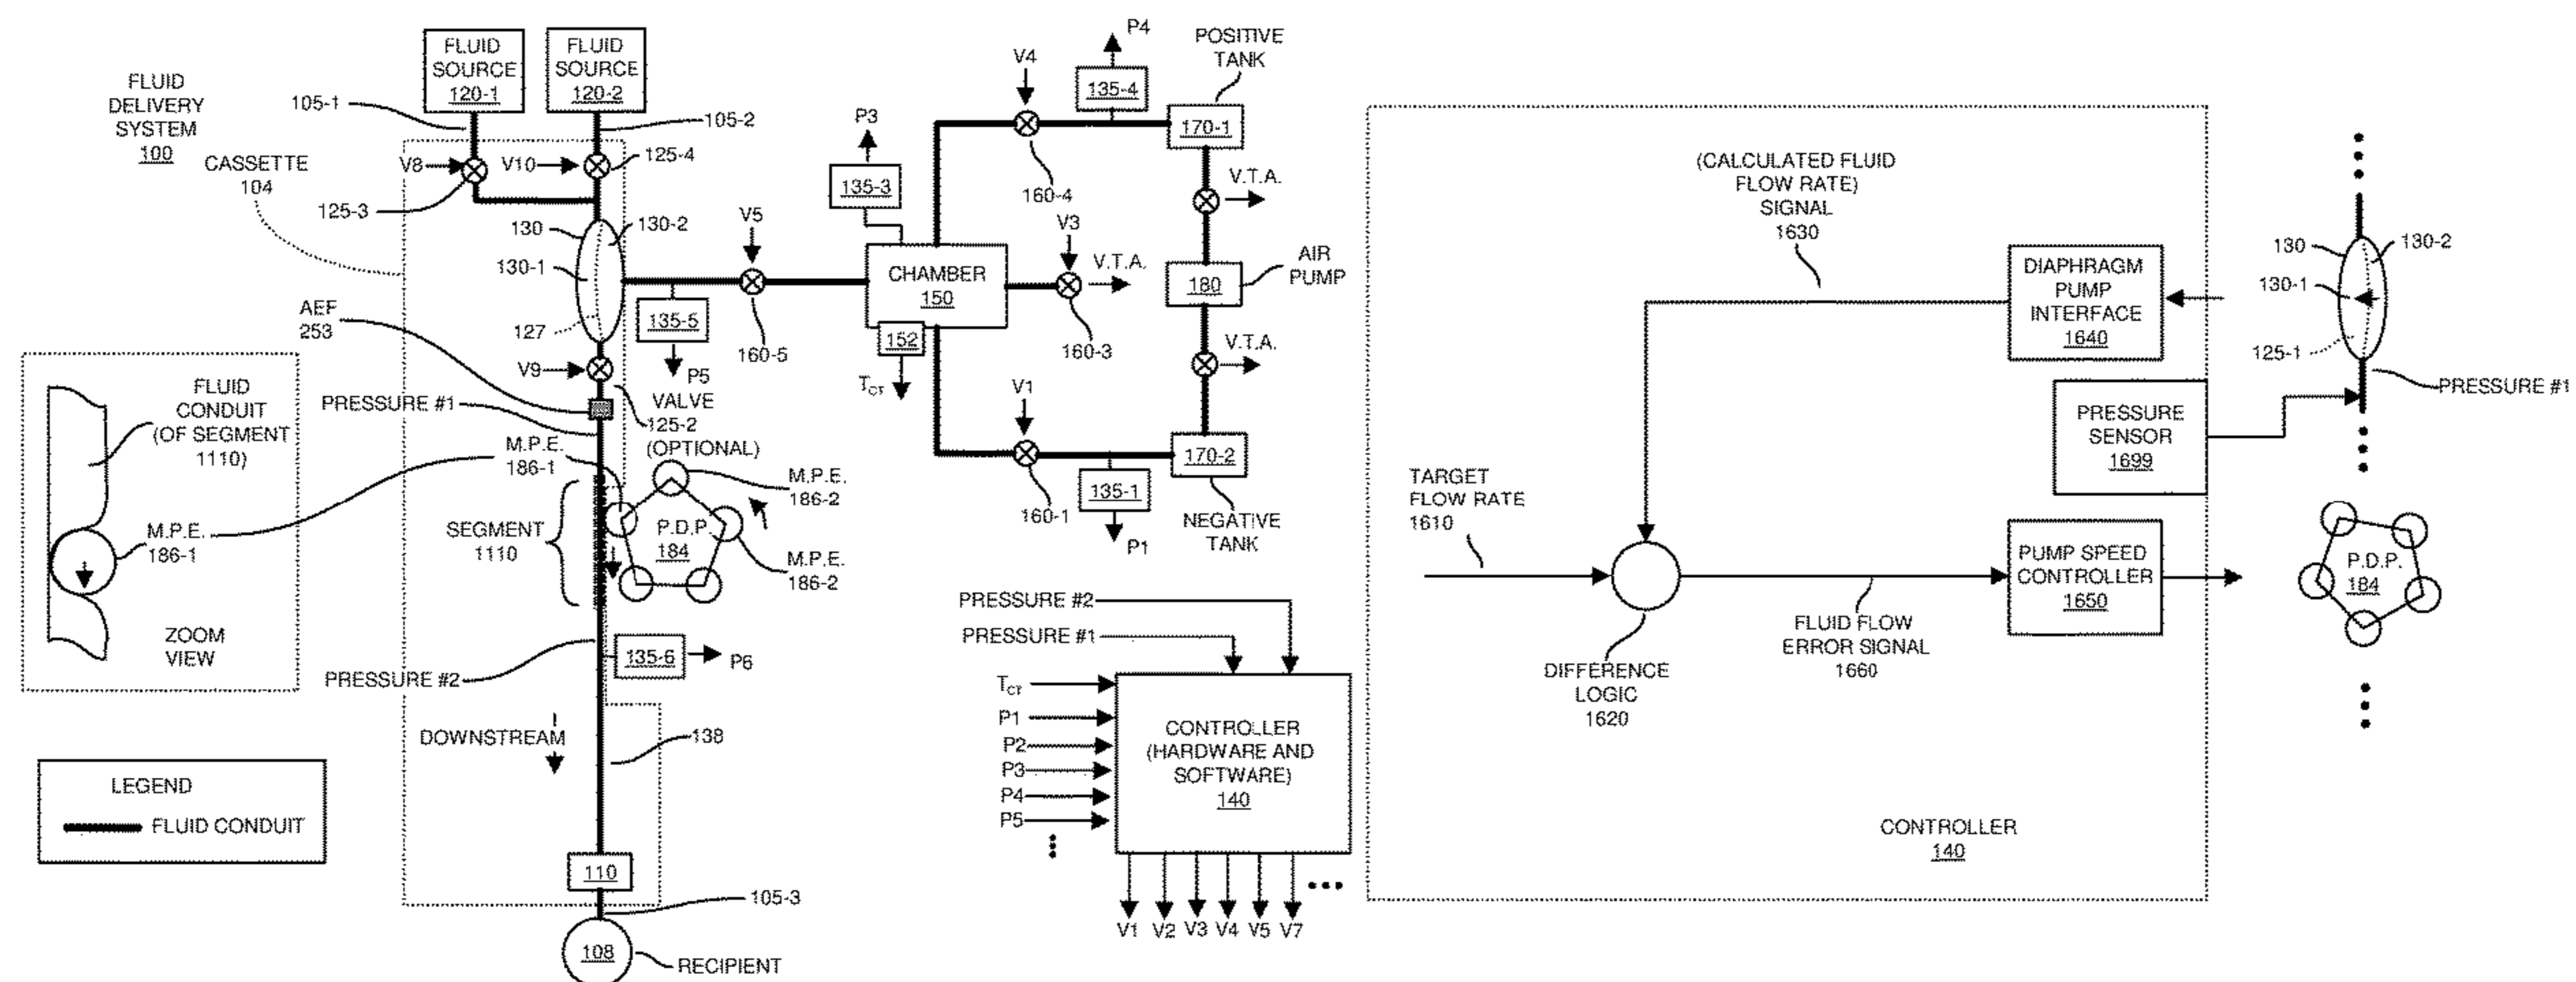 FLUID
DELIVERY
SYSTEM
100
FLUID
SOURCE
120-1
FLUID
SOURCE
120-2
105-1
105-2
CASSETTE
104
V8
V10
125-4
125-3
130
130-2
130-1
127
AEF
253
V9
PRESSURE #1
VALVE
125-2
(OPTIONAL)
135-5
P5
V5
160-5
P3
135-3
CHAMBER
150
152
TCT
V4
160-4
P4
135-4
POSITIVE
TANK
170-1
V.T.A.
V3
V.T.A.
160-3
180
AIR
PUMP
V.T.A.
V1
160-1
135-1
P1
170-2
NEGATIVE
TANK
FLUID
CONDUIT
(OF SEGMENT
1110)
M.P.E.
186-1
ZOOM
VIEW
M.P.E.
186-1
M.P.E.
186-2
M.P.E.
186-2
P.D.P.
184
SEGMENT
1110
135-6
P6
PRESSURE #2
DOWNSTREAM
138
LEGEND
FLUID CONDUIT
110
105-3
108
RECIPIENT
PRESSURE #2
PRESSURE #1
TCT
P1
P2
P3
P4
P5
CONTROLLER
(HARDWARE AND
SOFTWARE)
140
V1 V2 V3 V4 V5 V7
(CALCULATED FLUID
FLOW RATE)
SIGNAL
1630
DIAPHRAGM
PUMP
INTERFACE
1640
130
130-2
130-1
125-1
PRESSURE #1
PRESSURE
SENSOR
1699
TARGET
FLOW RATE
1610
DIFFERENCE
LOGIC
1620
FLUID FLOW
ERROR SIGNAL
1660
PUMP SPEED
CONTROLLER
1650
P.D.P.
184
CONTROLLER
140